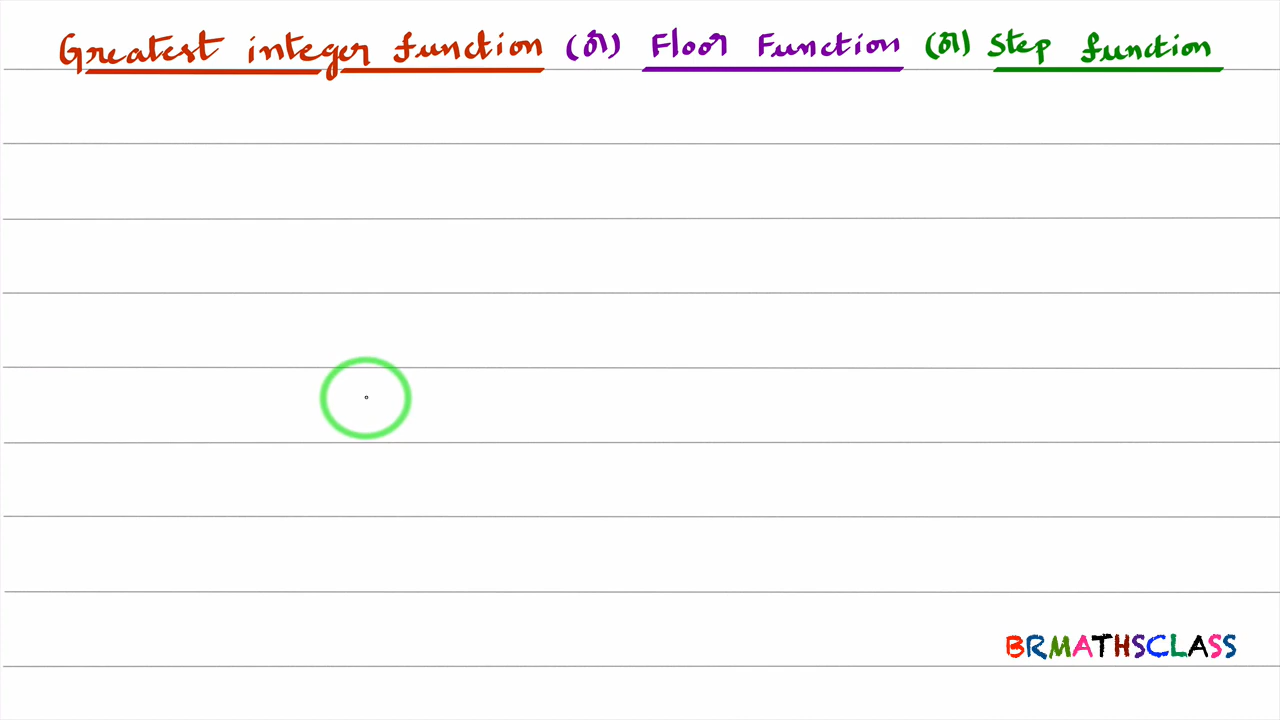 Greatest integer function (or) Floor Function (or) Step function
BRMATHSCLASS